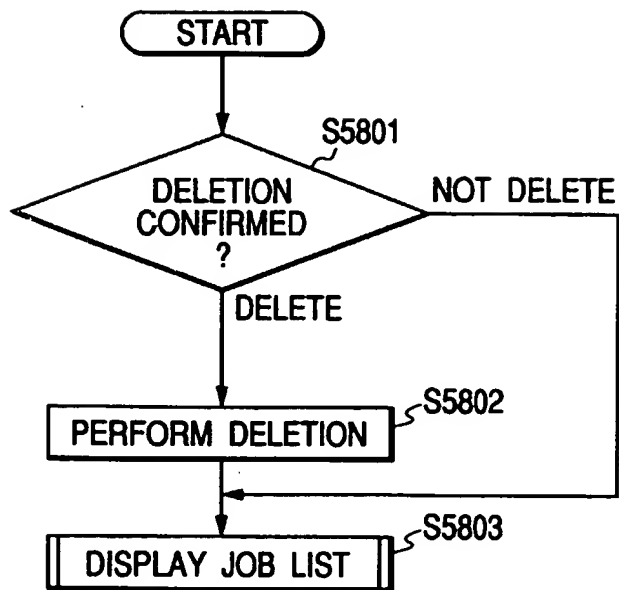 START
S5801
DELETION
CONFIRMED
?
NOT DELETE
DELETE
S5802
PERFORM DELETION
S5803
DISPLAY JOB LIST